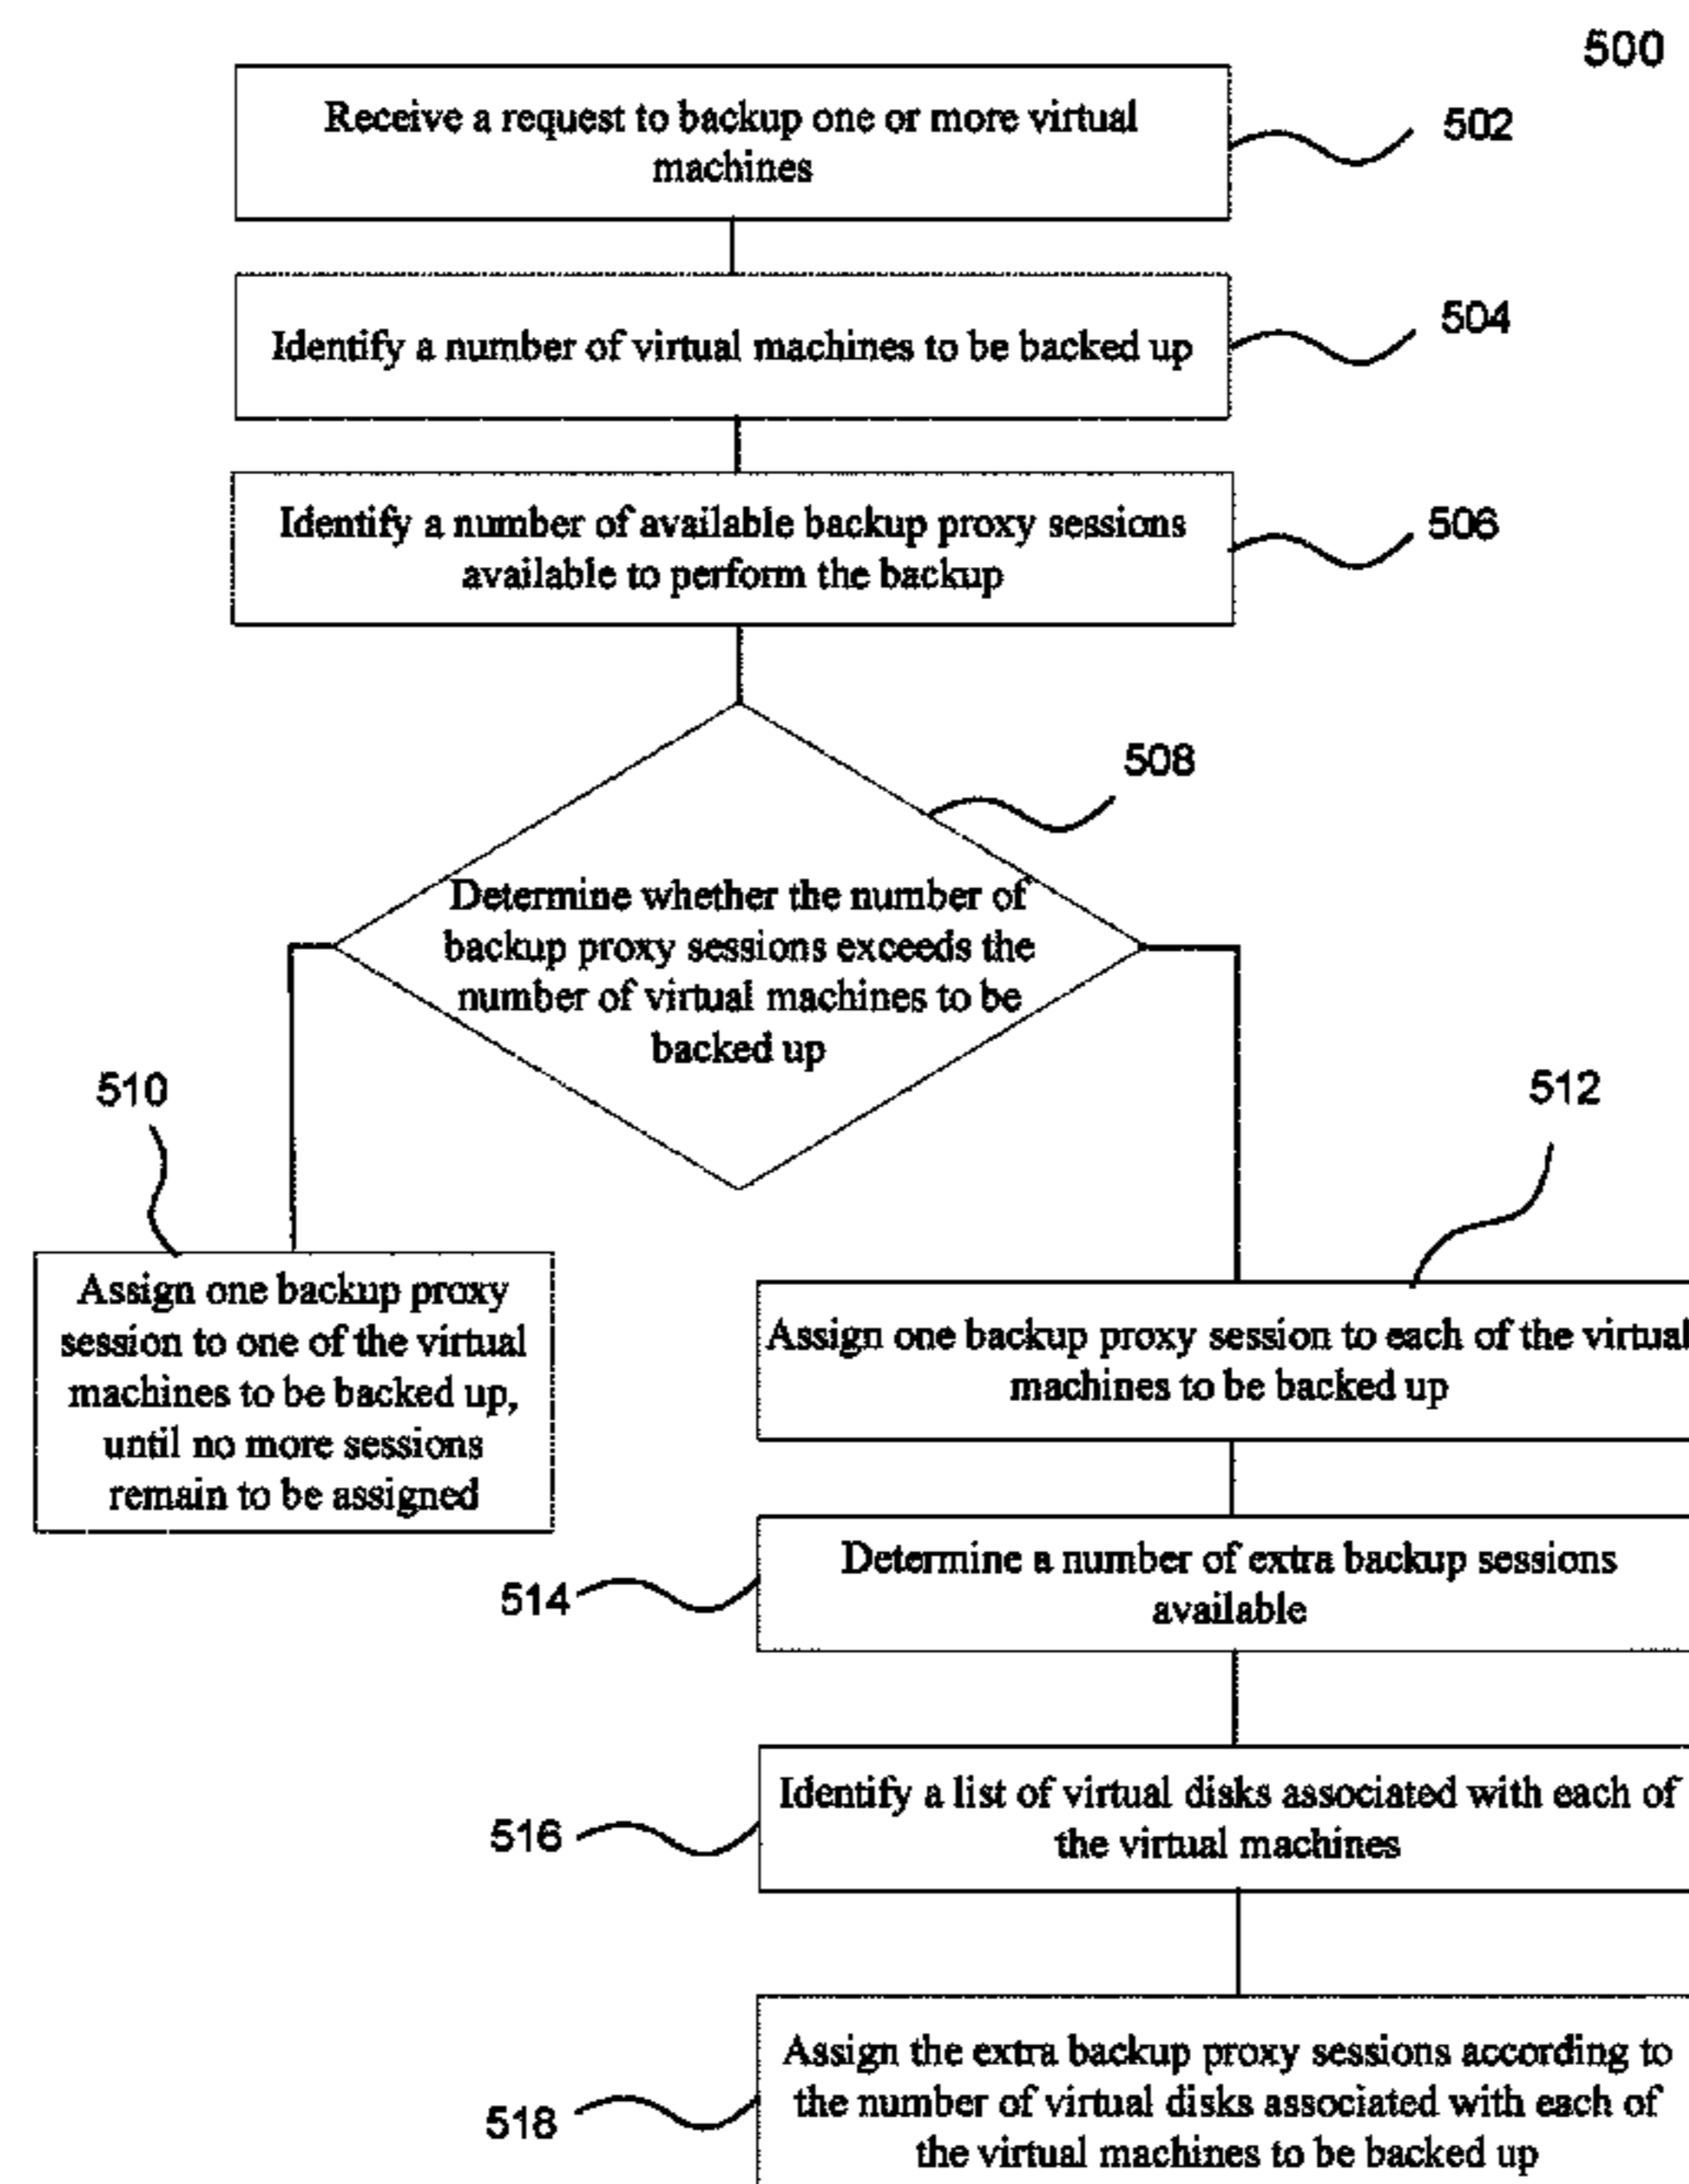 500
Receive a request to backup one or more virtual
machines
502
Identify a number of virtual machines to be backed up
504
Identify a number of available backup proxy sessions
available to perform the backup
506
508
Determine whether the number of
backup proxy sessions exceeds the
number of virtual machines to be
backed up
510
Assign one backup proxy
session to one of the virtual
machines to be backed up,
until no more sessions
remain to be assigned
512
Assign one backup proxy session to each of the virtual
machines to be backed up
514
Determine a number of extra backup sessions
available
516
Identify a list of virtual disks associated with each of
the virtual machines
518
Assign the extra backup proxy sessions according to
the number of virtual disks associated with each of
the virtual machines to be backed up